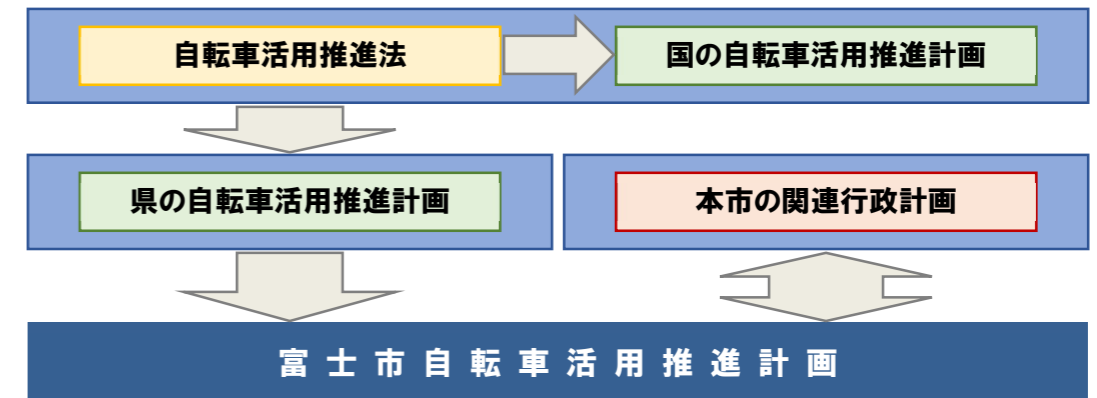 自転車活用推進法
国の自転車活用推進計画
県の自転車活用推進計画
本市の関連行政計画
富士市自転車活用推進計画